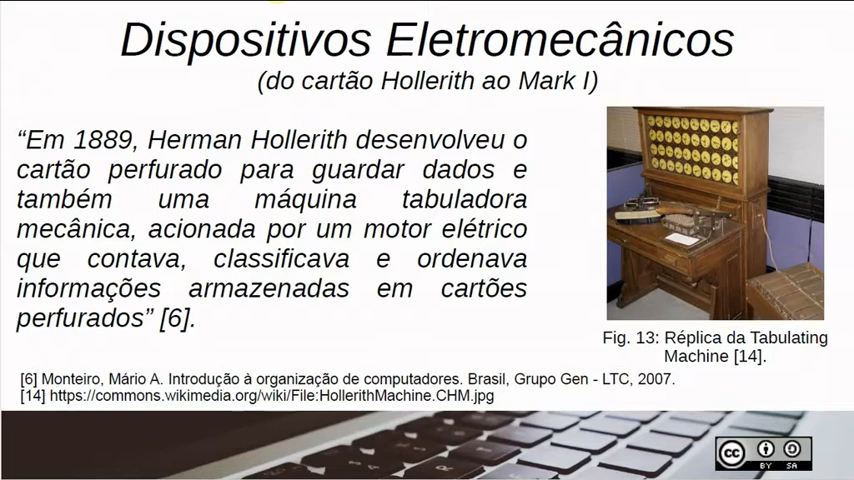 Dispositivos Eletromecânicos
(do cartão Hollerith ao Mark I)
“Em 1889, Herman Hollerith desenvolveu o
cartão perfurado para guardar dados e
também uma máquina tabuladora
mecânica, acionada por um motor elétrico
que contava, classificava e ordenava
informações armazenadas em cartões
perfurados” [6].
Fig. 13: Réplica da Tabulating
Machine [14].
[6] Monteiro, Mário A. Introdução à organização de computadores. Brasil, Grupo Gen - LTC, 2007.
[14] https://commons.wikimedia.org/wiki/File:HollerithMachine.CHM.jpg
cc
BY SA